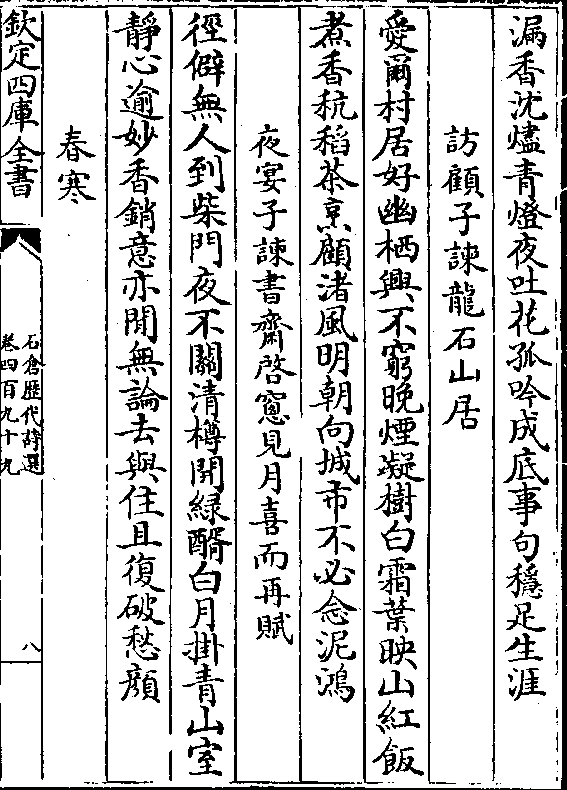 漏香沈燼青燈夜吐花孤吟成底事句穩足生涯
訪顧子諫龍石山居
愛爾村居好幽栖興不窮晚煙凝樹白霜葉映山紅飯
煮香秔稻茶烹顧渚風明朝向城市不必念泥鴻
夜宴子諫書齋啓窓見月喜而再賦
徑僻無人到柴門夜不關清樽開緑醑白月掛青山室
靜心逾妙香銷意亦閒無論去與住且復破愁顔
春寒
欽定四庫全書
石倉歴代詩選
卷四百九十九
八